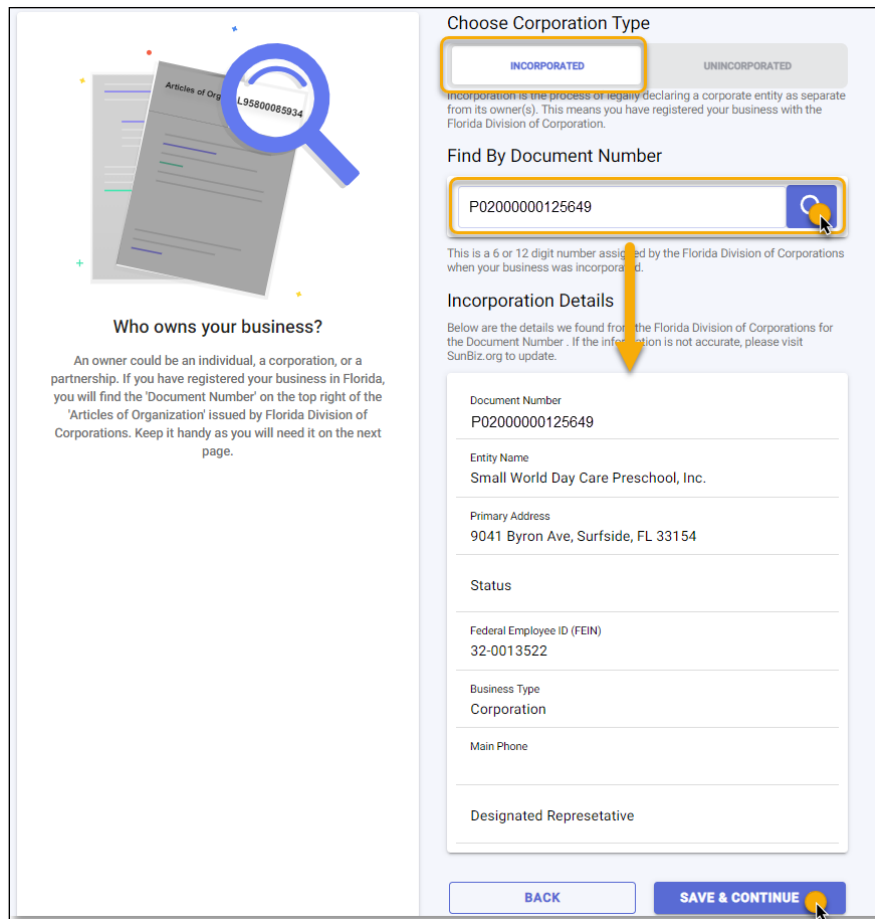 Articles of Org
L95800085934
Who owns your business?
An owner could be an individual, a corporation, or a
partnership. If you have registered your business in Florida,
you will find the 'Document Number' on the top right of the
'Articles of Organization' issued by Florida Division of
Corporations. Keep it handy as you will need it on the next
page.
Choose Corporation Type
INCORPORATED
UNINCORPORATED
Incorporation is the process of legally declaring a corporate entity as separate
from its owner(s). This means you have registered your business with the
Florida Division of Corporation.
Find By Document Number
P02000000125649
This is a 6 or 12 digit number assigned by the Florida Division of Corporations
when your business was incorporated.
Incorporation Details
Below are the details we found from the Florida Division of Corporations for
the Document Number . If the information is not accurate, please visit
SunBiz.org to update.
Document Number
P02000000125649
Entity Name
Small World Day Care Preschool, Inc.
Primary Address
9041 Byron Ave, Surfside, FL 33154
Status
Federal Employee ID (FEIN)
32-0013522
Business Type
Corporation
Main Phone
Designated Represetative
BACK
SAVE & CONTINUE